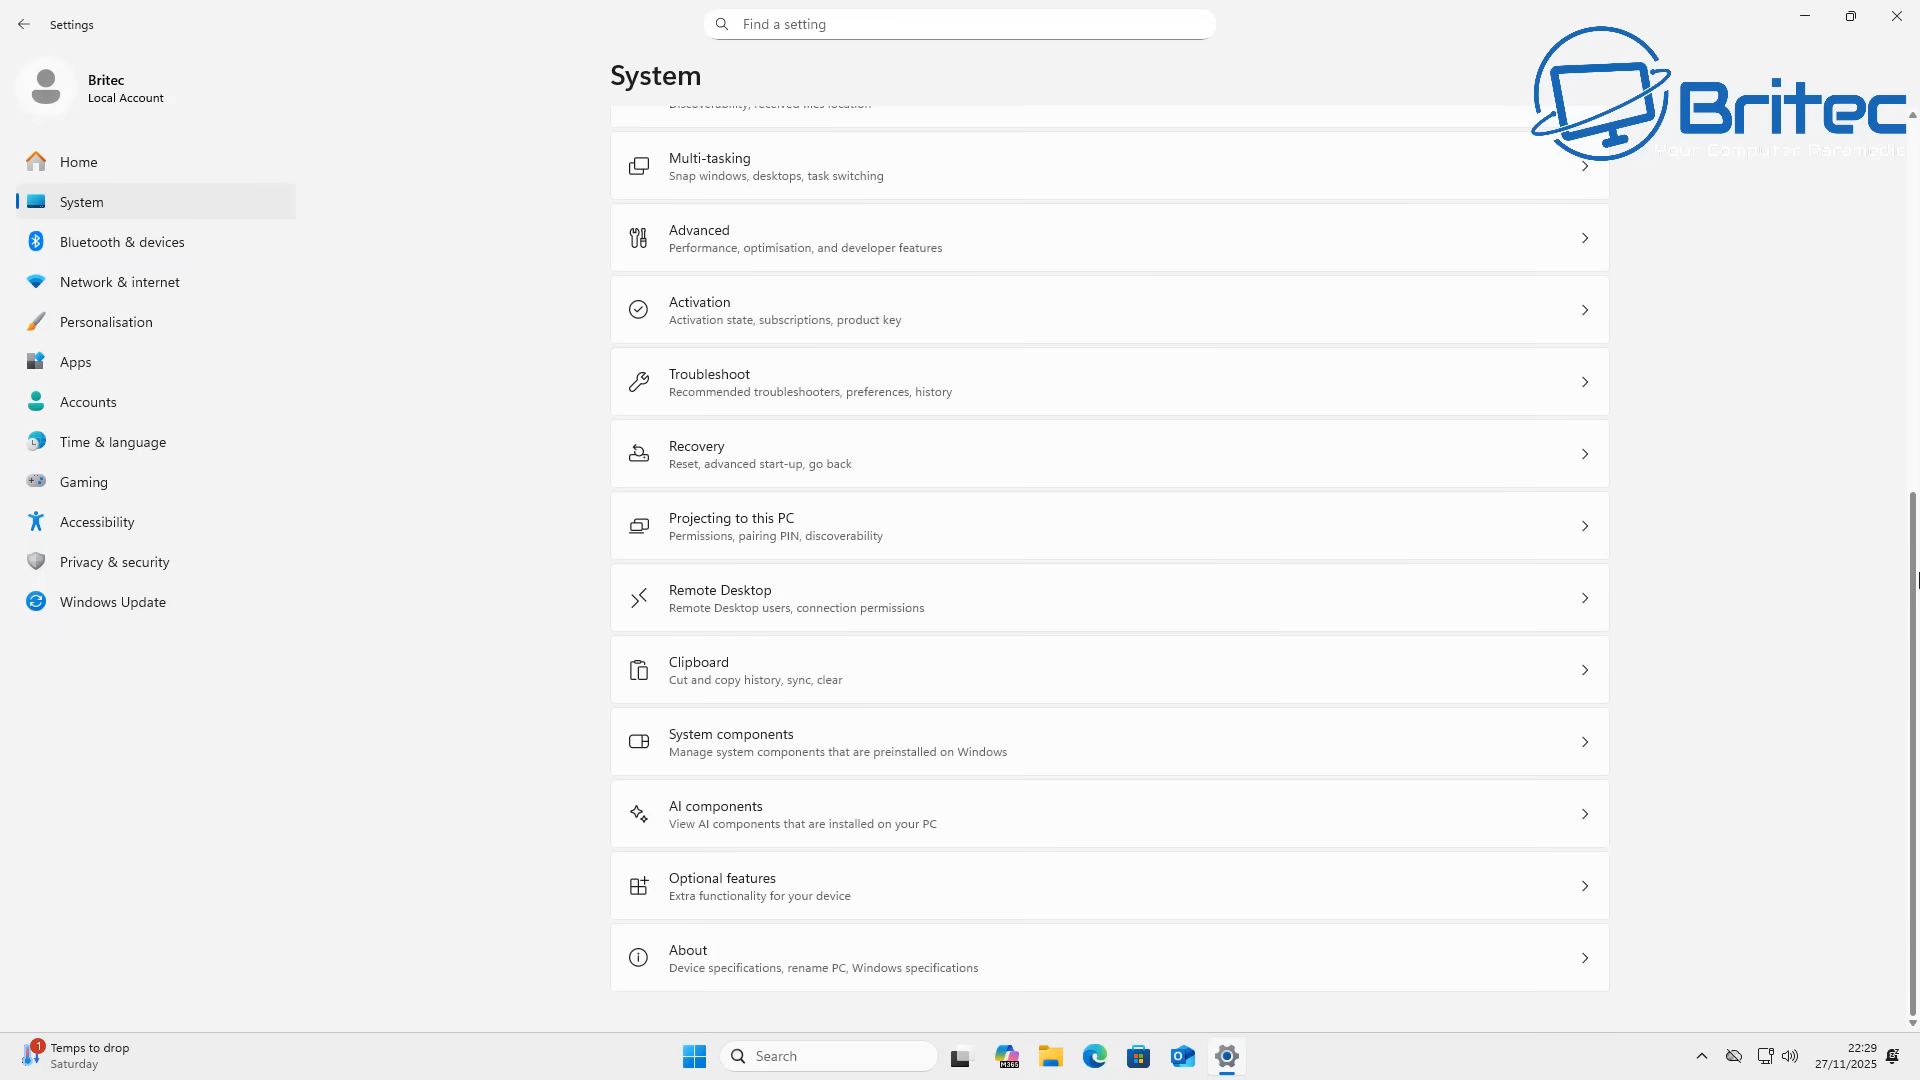 Settings
Find a setting
Britec
Local Account
Home
System
Bluetooth & devices
Network & internet
Personalisation
Apps
Accounts
Time & language
Gaming
Accessibility
Privacy & security
Windows Update
System
Discoverability, received files location
Multi-tasking
Snap windows, desktops, task switching
Advanced
Performance, optimisation, and developer features
Activation
Activation state, subscriptions, product key
Troubleshoot
Recommended troubleshooters, preferences, history
Recovery
Reset, advanced start-up, go back
Projecting to this PC
Permissions, pairing PIN, discoverability
Remote Desktop
Remote Desktop users, connection permissions
Clipboard
Cut and copy history, sync, clear
System components
Manage system components that are preinstalled on Windows
AI components
View AI components that are installed on your PC
Optional features
Extra functionality for your device
About
Device specifications, rename PC, Windows specifications
Britec
Your Computer Paramedic
1
Temps to drop
Saturday
Search
M365
22:29
27/11/2025